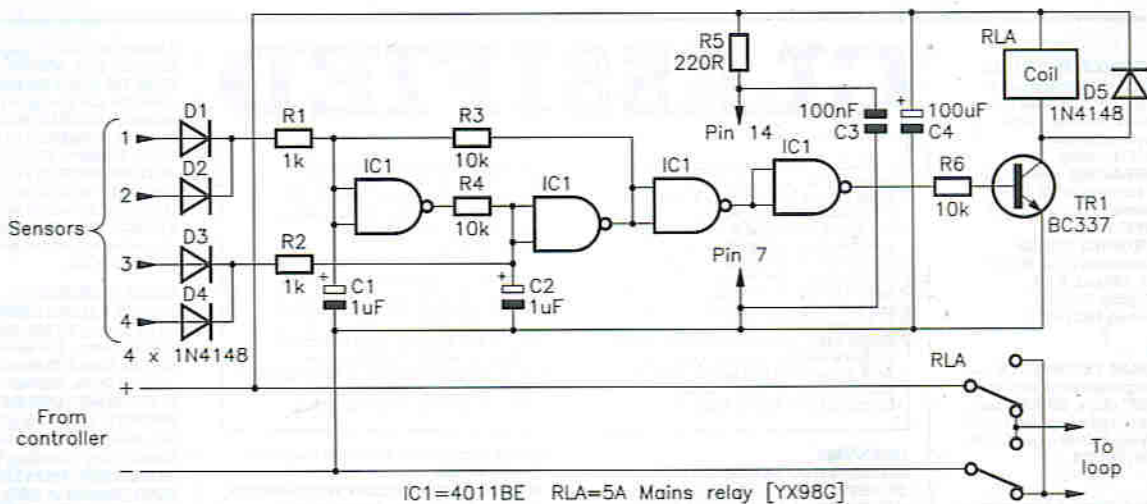 RLA
R5
220R
Coil
D5
1N4148
100nF
C3
+
100uF
C4
D1
R1
R3
1
1k
10k
Pin 14
D2
IC1
IC1
IC1
IC1
R4
2
10k
R6
10k
TR1
BC337
Sensors
D3
R2
Pin 7
3
1k
D4
+
C1
1uF
+
C2
1uF
4
4 x 1N4148
RLA
+
From
controller
-
To
loop
IC1=4011BE RLA=5A Mains relay [YX98G]